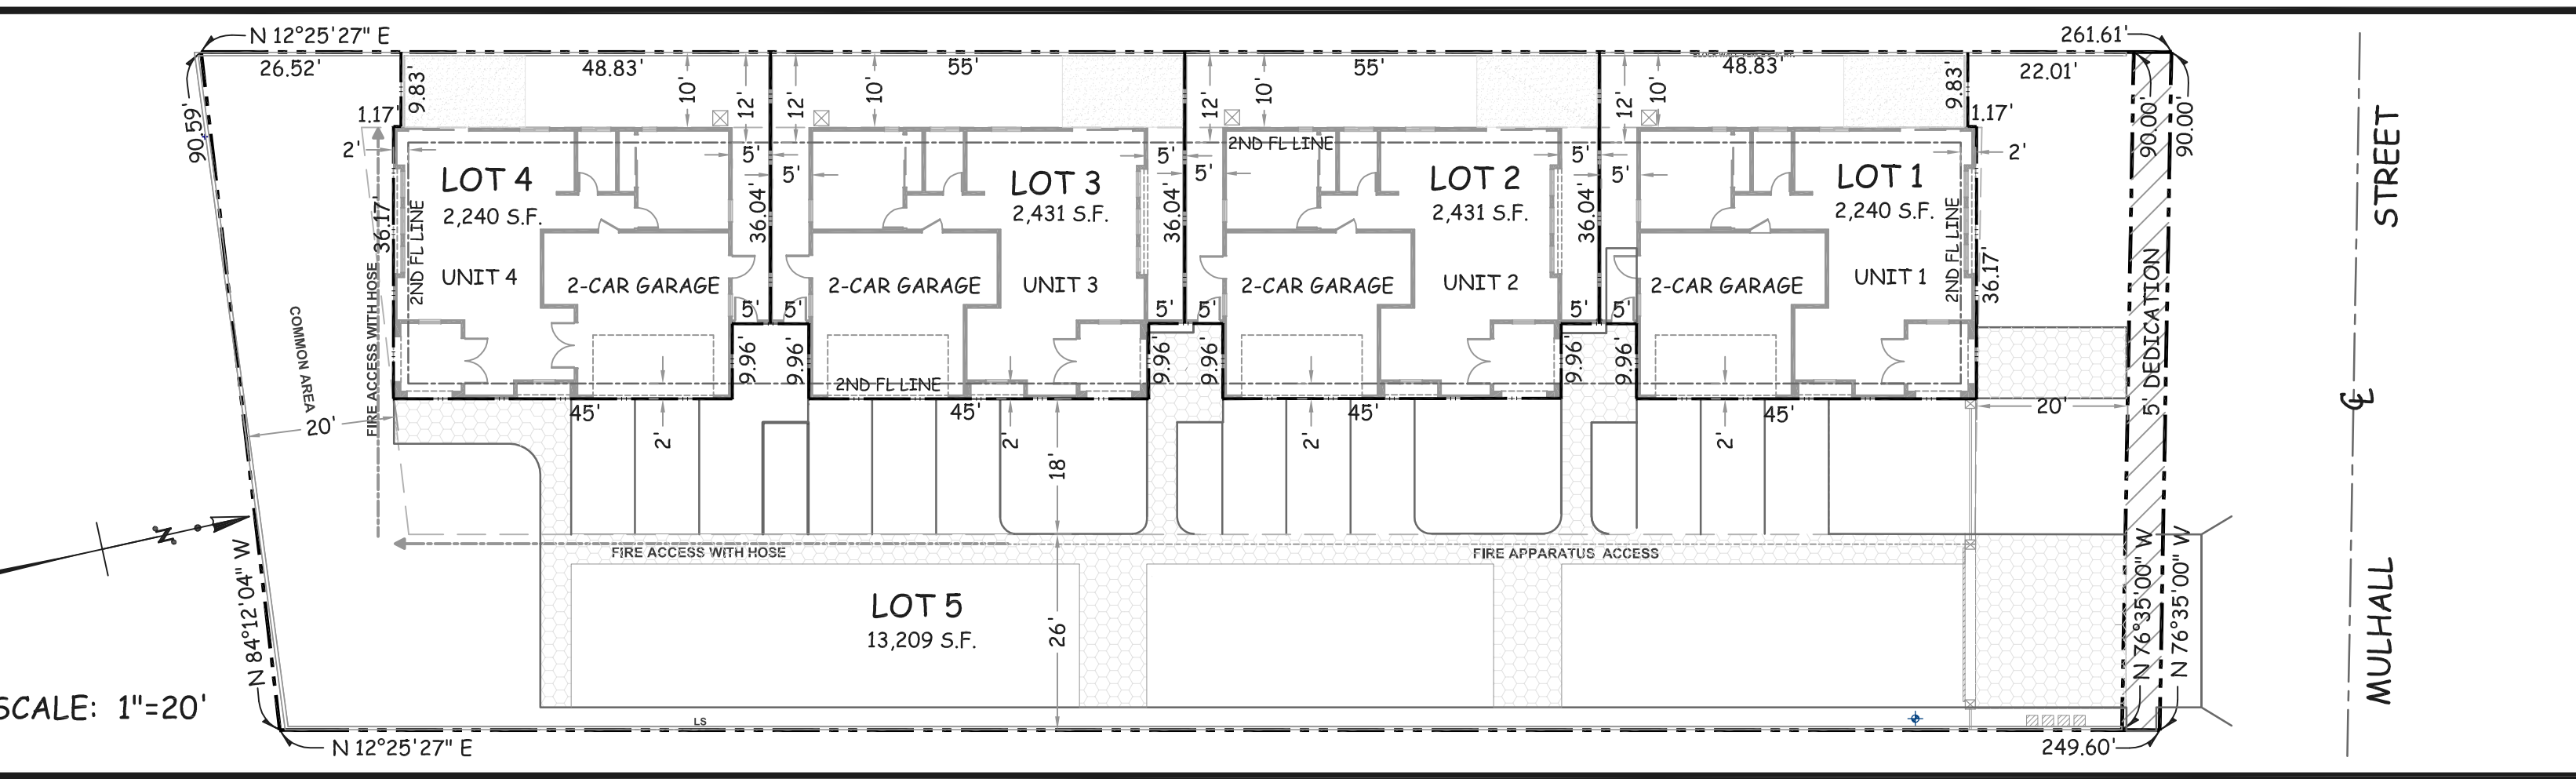 N 12°25'27" E
261.61'
26.52'
48.83'
55'
55'
48.83'
22.01'
9.83'
10'
12'
12'
10'
12'
10'
12'
10'
9.83'
90.59'
1.17'
1.17'
90.00'
90.00'
2'
5'
5'
5'
5'
2ND FL LINE
5'
5'
2'
LOT 4
2,240 S.F.
LOT 3
2,431 S.F.
LOT 2
2,431 S.F.
LOT 1
2,240 S.F.
36.17'
2ND FL LINE
36.04'
36.04'
36.04'
2ND FL LINE
36.17'
UNIT 4
2-CAR GARAGE
2-CAR GARAGE
UNIT 3
2-CAR GARAGE
UNIT 2
2-CAR GARAGE
UNIT 1
5'
5'
5'
5'
5'
5'
9.96'
9.96'
9.96'
9.96'
9.96'
9.96'
2ND FL LINE
COMMON AREA
FIRE ACCESS WITH HOSE
5' DEDICATION
STREET
MULHALL
℄
20'
45'
45'
45'
45'
20'
2'
2'
2'
2'
18'
FIRE ACCESS WITH HOSE
FIRE APPARATUS ACCESS
N
LOT 5
13,209 S.F.
26'
N 84°12'04" W
N 76°35'00" W
N 76°35'00" W
SCALE: 1"=20'
LS
N 12°25'27" E
249.60'